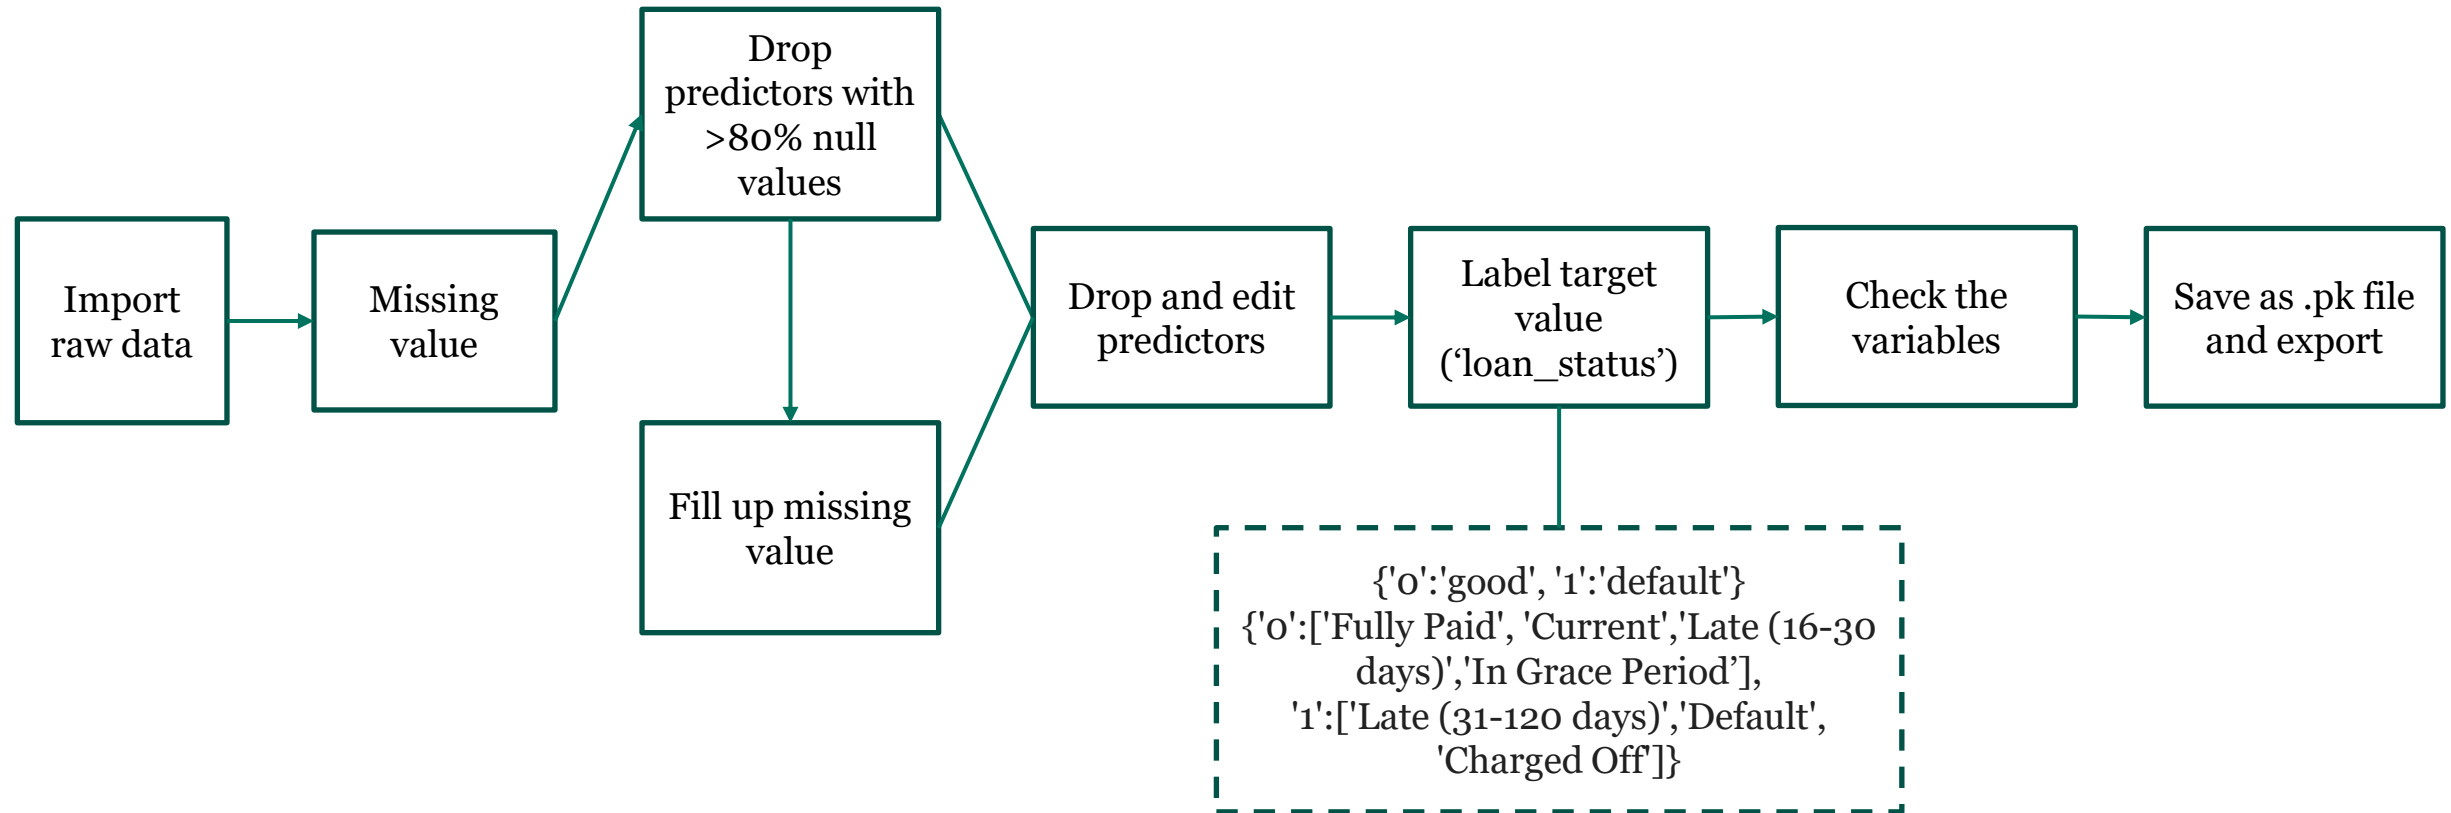 Import
raw data
Missing
value
Drop
predictors with
>80% null
values
Fill up missing
value
Drop and edit
predictors
Label target
value
(‘loan_status’)
{'0':'good', '1':'default'}
{'0':['Fully Paid', 'Current','Late (16-30
days)','In Grace Period’],
'1':['Late (31-120 days)','Default',
'Charged Off']}
Check the
variables
Save as .pk file
and export